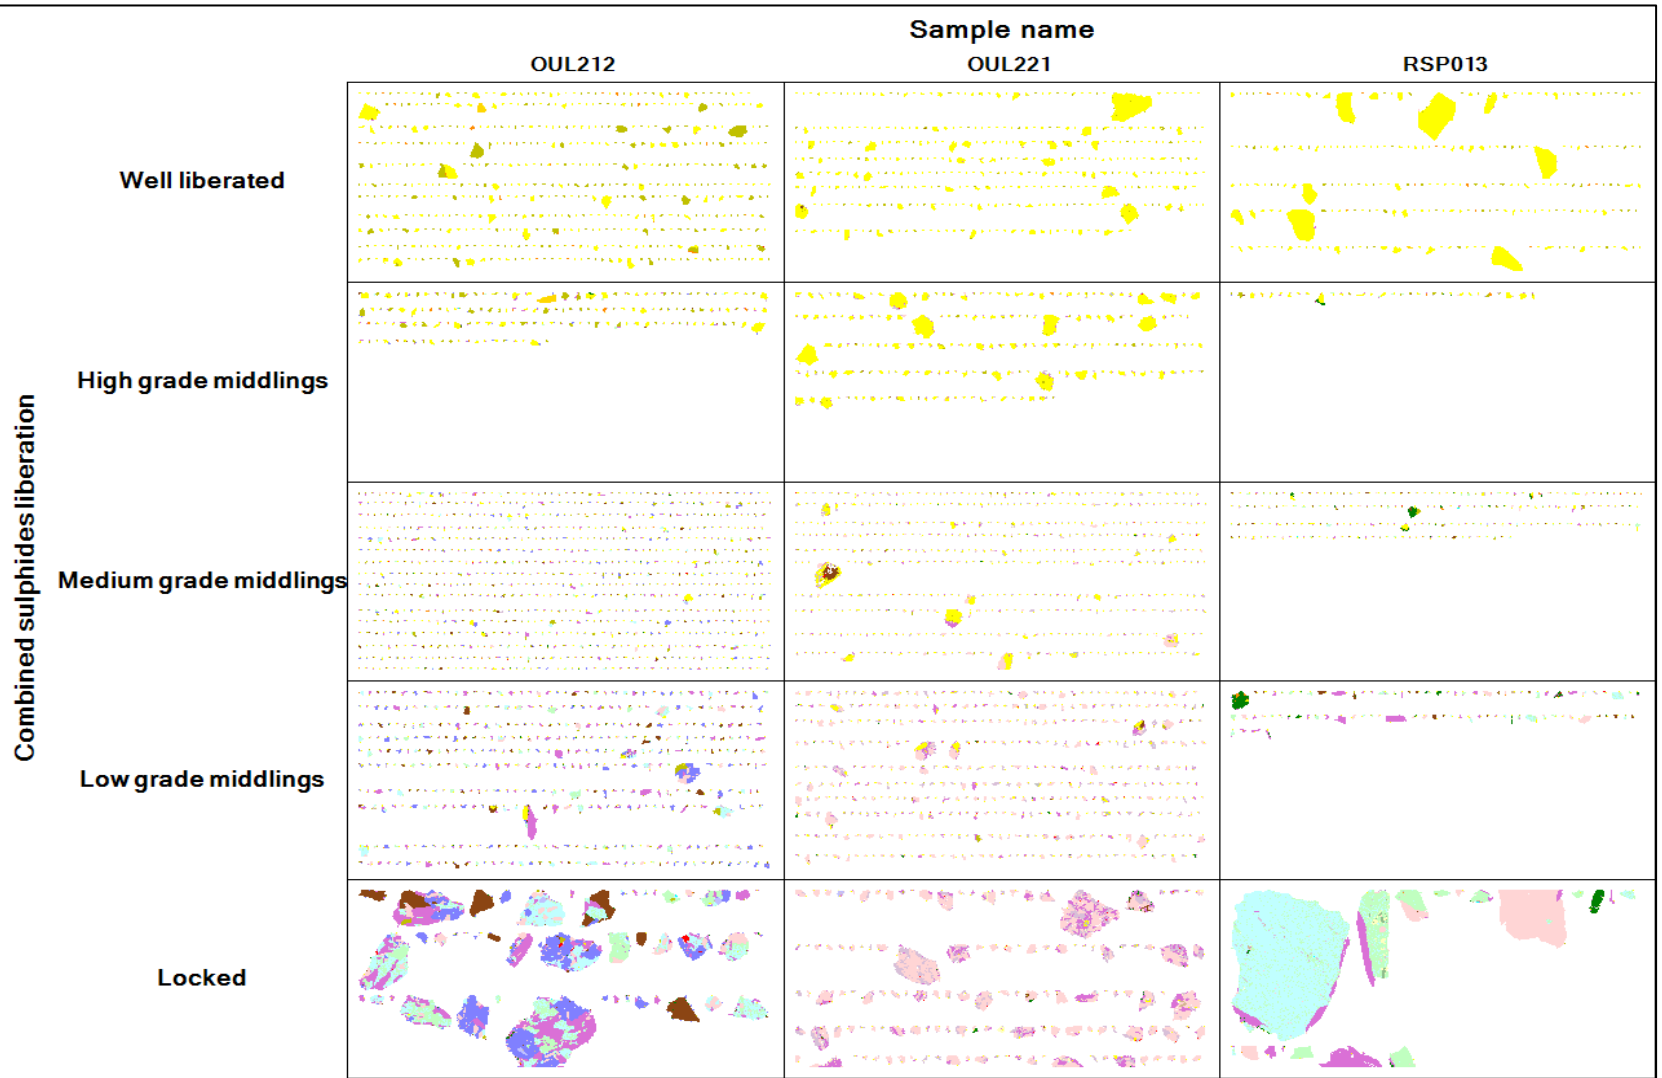 Sample name
OUL212 OUL221 RSP013
Combined sulphides liberation
Well liberated
High grade middlings
Medium grade middlings
Low grade middlings
Locked